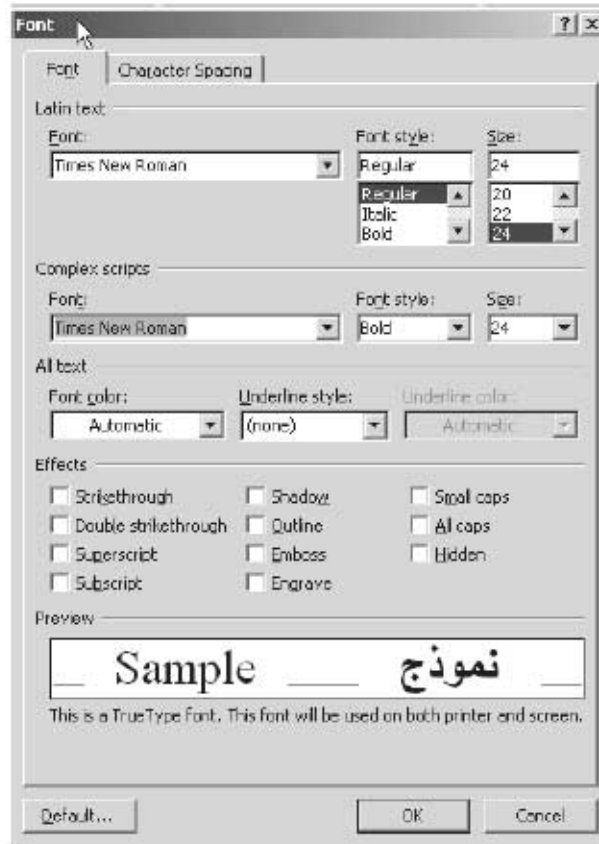 Font ? ×
Font Character Spacing
Latin text
Font: Font style: Size:
Times New Roman Regular 24
Regular 20
Italic 22
Bold 24
Complex scripts
Font: Font style: Size:
Times New Roman Bold 24
All text
Font color: Underline style: Underline color:
Automatic (none) Automatic
Effects
Strikethrough Shadow Small caps
Double strikethrough Outline All caps
Superscript Emboss Hidden
Subscript Engrave
Preview
Sample نموذج
This is a TrueType font. This font will be used on both printer and screen.
Default... OK Cancel